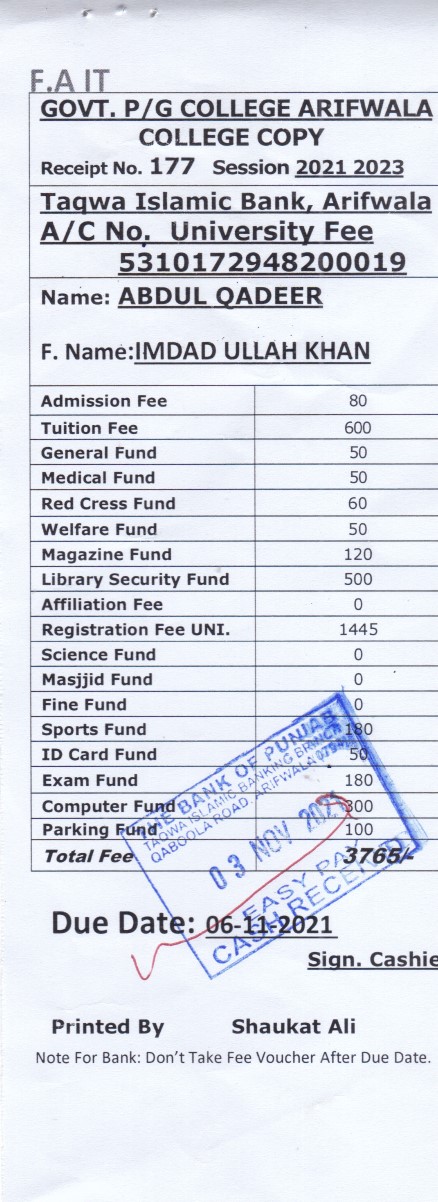 F.A IT
GOVT. P/G COLLEGE ARIFWALA
COLLEGE COPY
Receipt No. 177 Session 2021 2023
Taqwa Islamic Bank, Arifwala
A/C No. University Fee
5310172948200019
Name: ABDUL QADEER
F. Name:IMDAD ULLAH KHAN
Admission Fee 80
Tuition Fee 600
General Fund 50
Medical Fund 50
Red Cress Fund 60
Welfare Fund 50
Magazine Fund 120
Library Security Fund 500
Affiliation Fee 0
Registration Fee UNI. 1445
Science Fund 0
Masjjid Fund 0
Fine Fund 0
Sports Fund 180
ID Card Fund 50
Exam Fund 180
Computer Fund 300
Parking Fund 100
Total Fee 3765/-
THE BANK OF PUNJAB
TAQWA ISLAMIC BANKING BRANCH
QABOOLA ROAD, ARIFWALA
03 NOV 2021
EASY PAY
CASH RECEIVED
Due Date: 06-11-2021
Sign. Cashie
Printed By Shaukat Ali
Note For Bank: Don't Take Fee Voucher After Due Date.